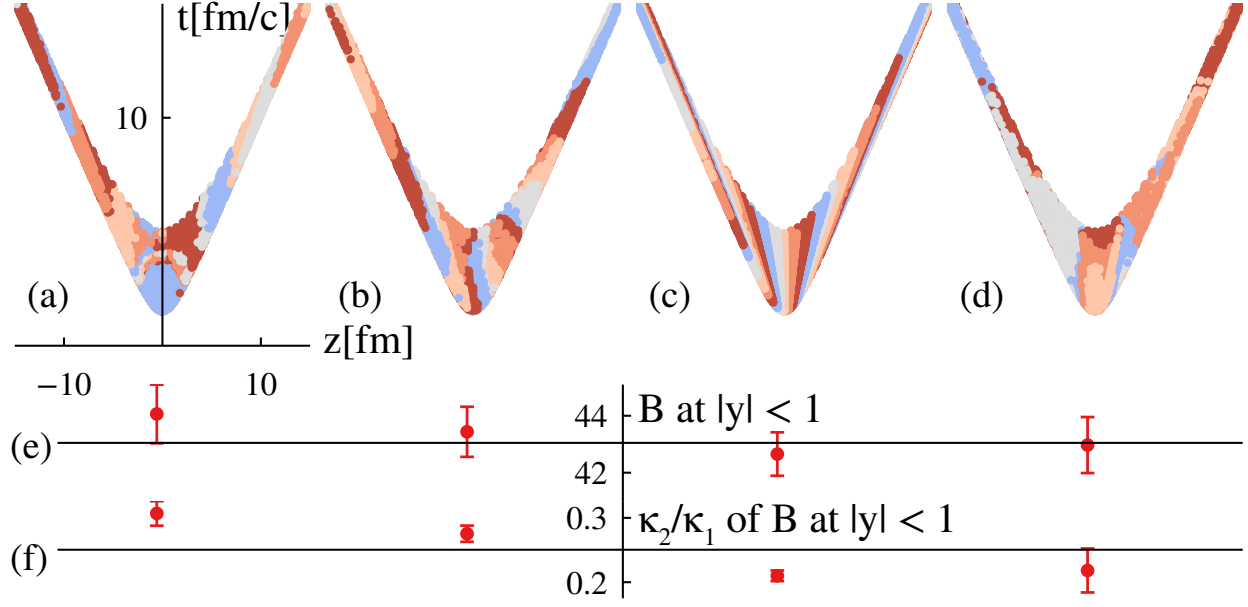 t[fm/c]
10
(a)
(b)
(c)
(d)
z[fm]
−10
10
44
B at |y| < 1
(e)
42
0.3
κ₂/κ₁ of B at |y| < 1
(f)
0.2